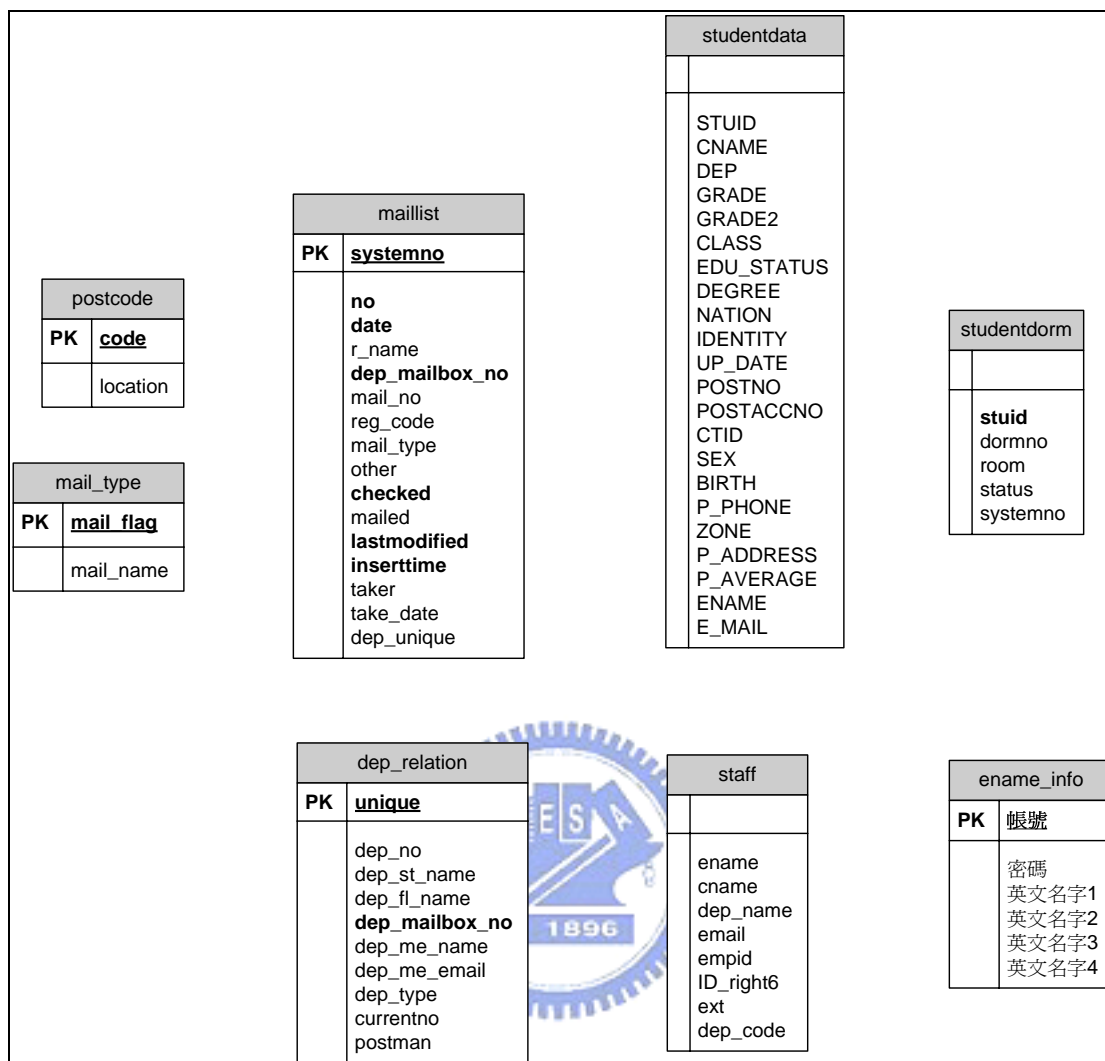 studentdata
STUID
CNAME
DEP
GRADE
GRADE2
CLASS
EDU_STATUS
DEGREE
NATION
IDENTITY
UP_DATE
POSTNO
POSTACCNO
CTID
SEX
BIRTH
P_PHONE
ZONE
P_ADDRESS
P_AVERAGE
ENAME
E_MAIL
maillist
PK systemno
no
date
r_name
dep_mailbox_no
mail_no
reg_code
mail_type
other
checked
mailed
lastmodified
inserttime
taker
take_date
dep_unique
postcode
PK code
location
studentdorm
stuid
dormno
room
status
systemno
mail_type
PK mail_flag
mail_name
dep_relation
PK unique
dep_no
dep_st_name
dep_fl_name
dep_mailbox_no
dep_me_name
dep_me_email
dep_type
currentno
postman
staff
ename
cname
dep_name
email
empid
ID_right6
ext
dep_code
ename_info
PK 帳號
密碼
英文名字1
英文名字2
英文名字3
英文名字4
E S A
1896